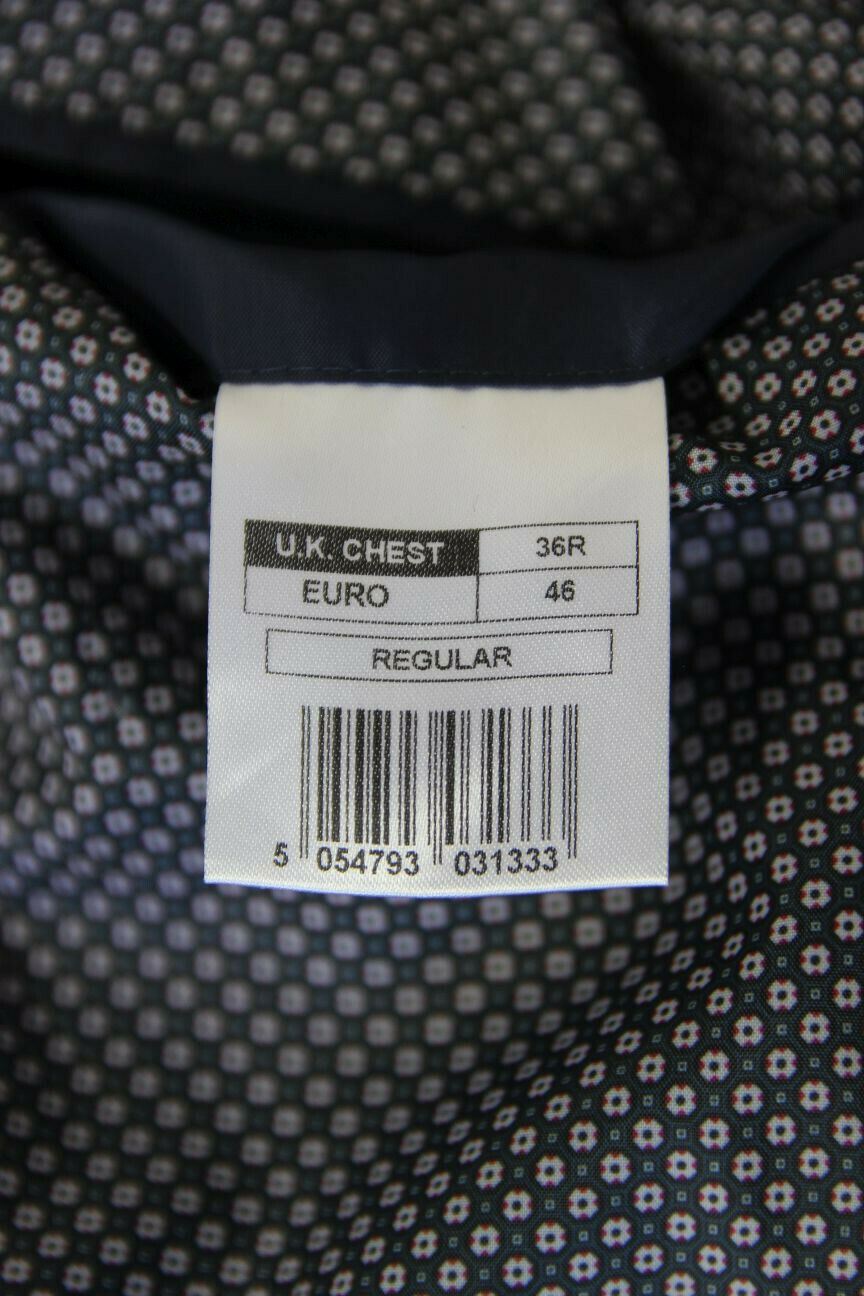 U.K. CHEST 36R
EURO 46
REGULAR
5 054793 031333